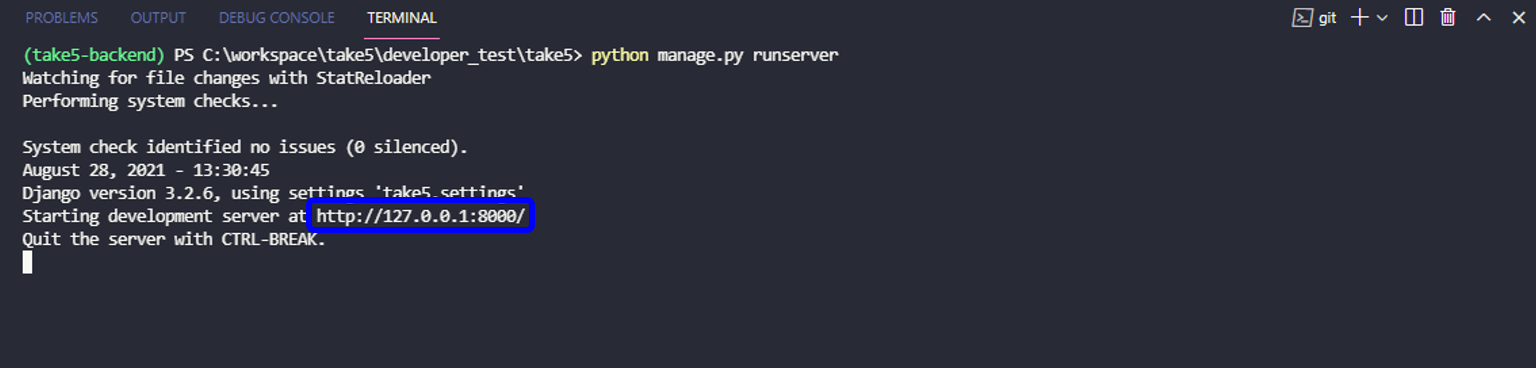 PROBLEMS OUTPUT DEBUG CONSOLE TERMINAL git
(take5-backend) PS C:\workspace\take5\developer_test\take5> python manage.py runserver
Watching for file changes with StatReloader
Performing system checks...
System check identified no issues (0 silenced).
August 28, 2021 - 13:30:45
Django version 3.2.6, using settings 'take5.settings'
Starting development server at http://127.0.0.1:8000/
Quit the server with CTRL-BREAK.